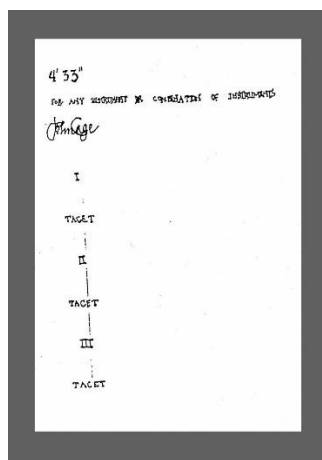 4'33"
FOR ANY INSTRUMENT OR COMBINATION OF INSTRUMENTS
John Cage
I
TACET
II
TACET
III
TACET